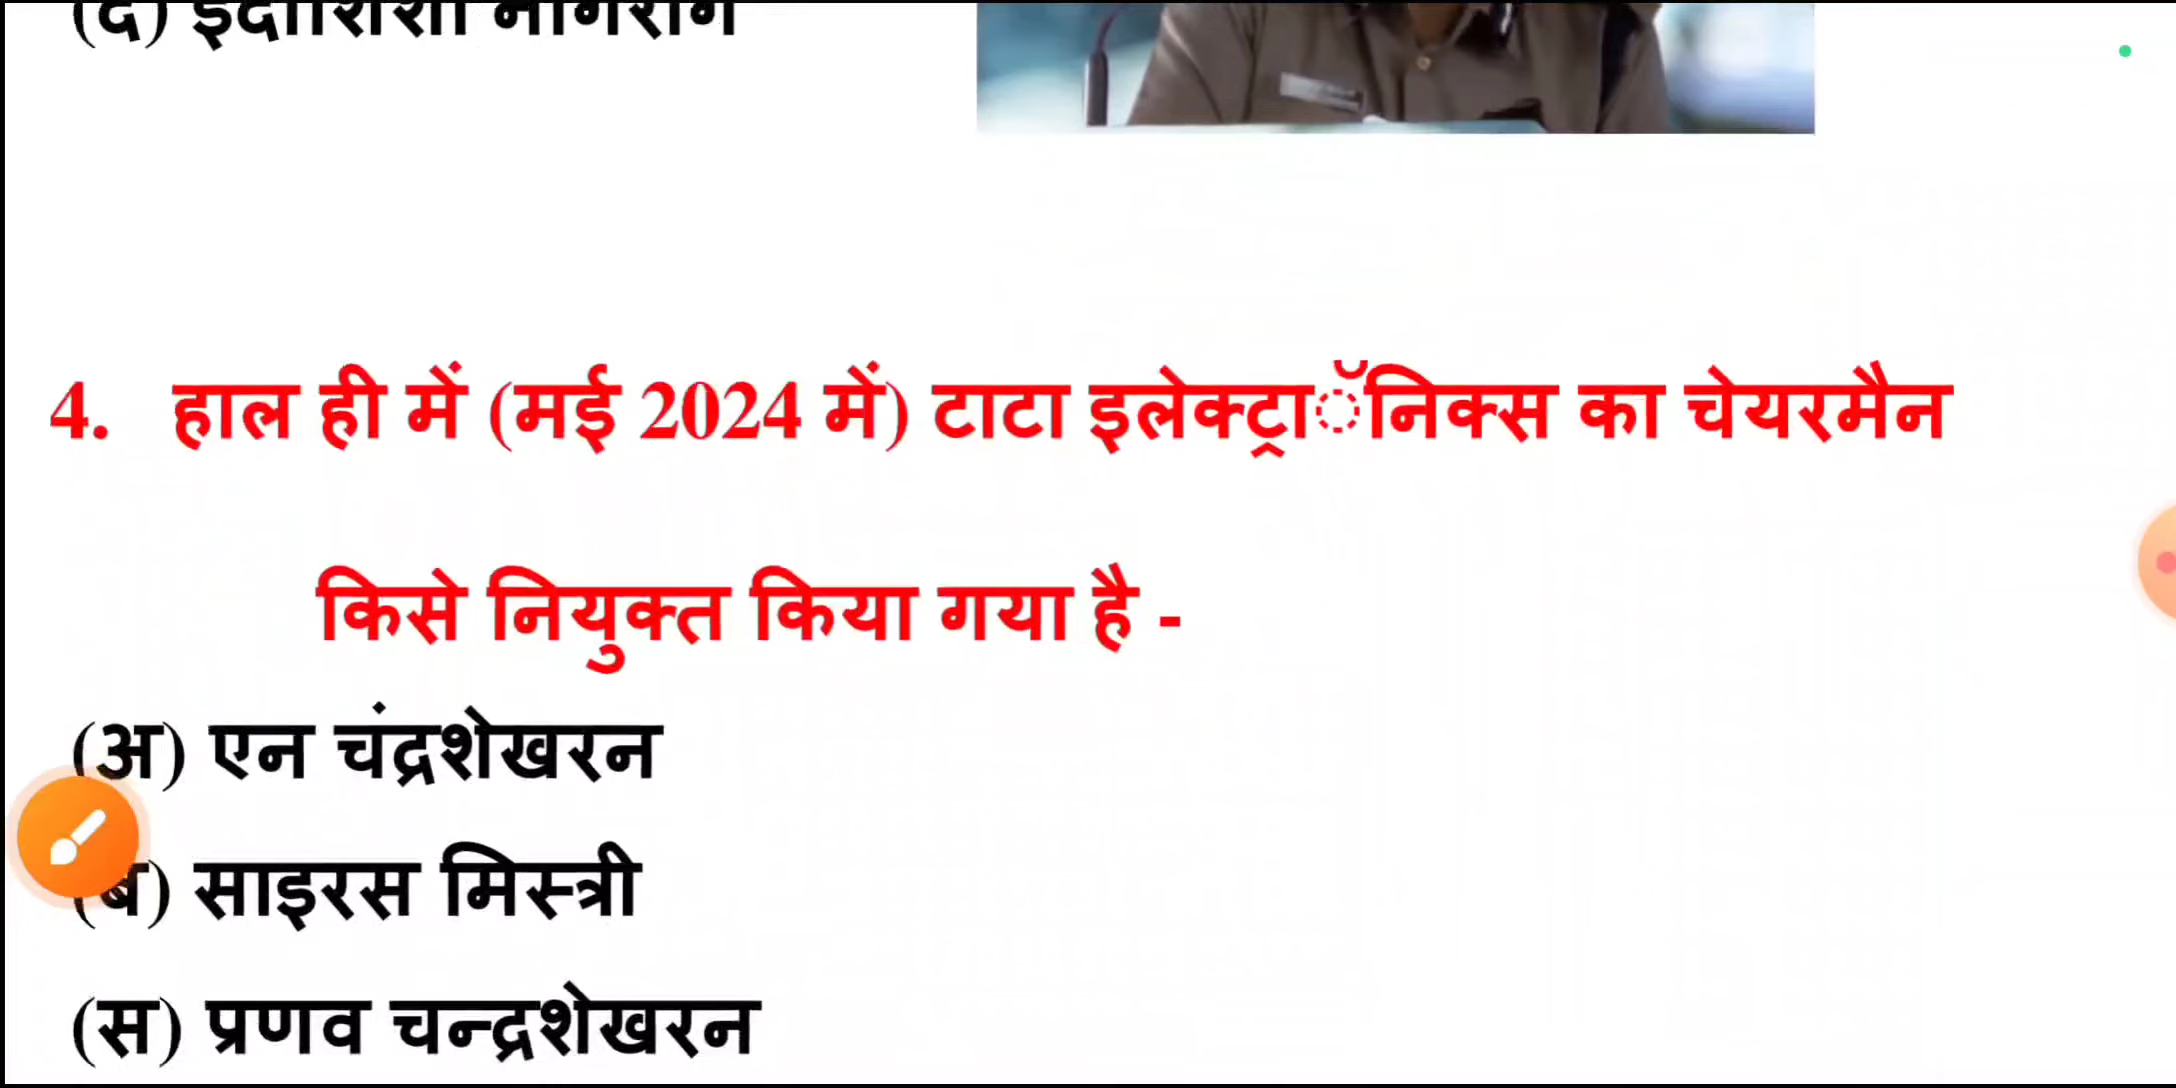 (द)
4. हाल ही में (मई 2024 में) टाटा इलेक्ट्राॅनिक्स का चेयरमैन
किसे नियुक्त किया गया है -
(अ) एन चंद्रशेखरन
(ब) साइरस मिस्त्री
(स) प्रणव चन्द्रशेखरन